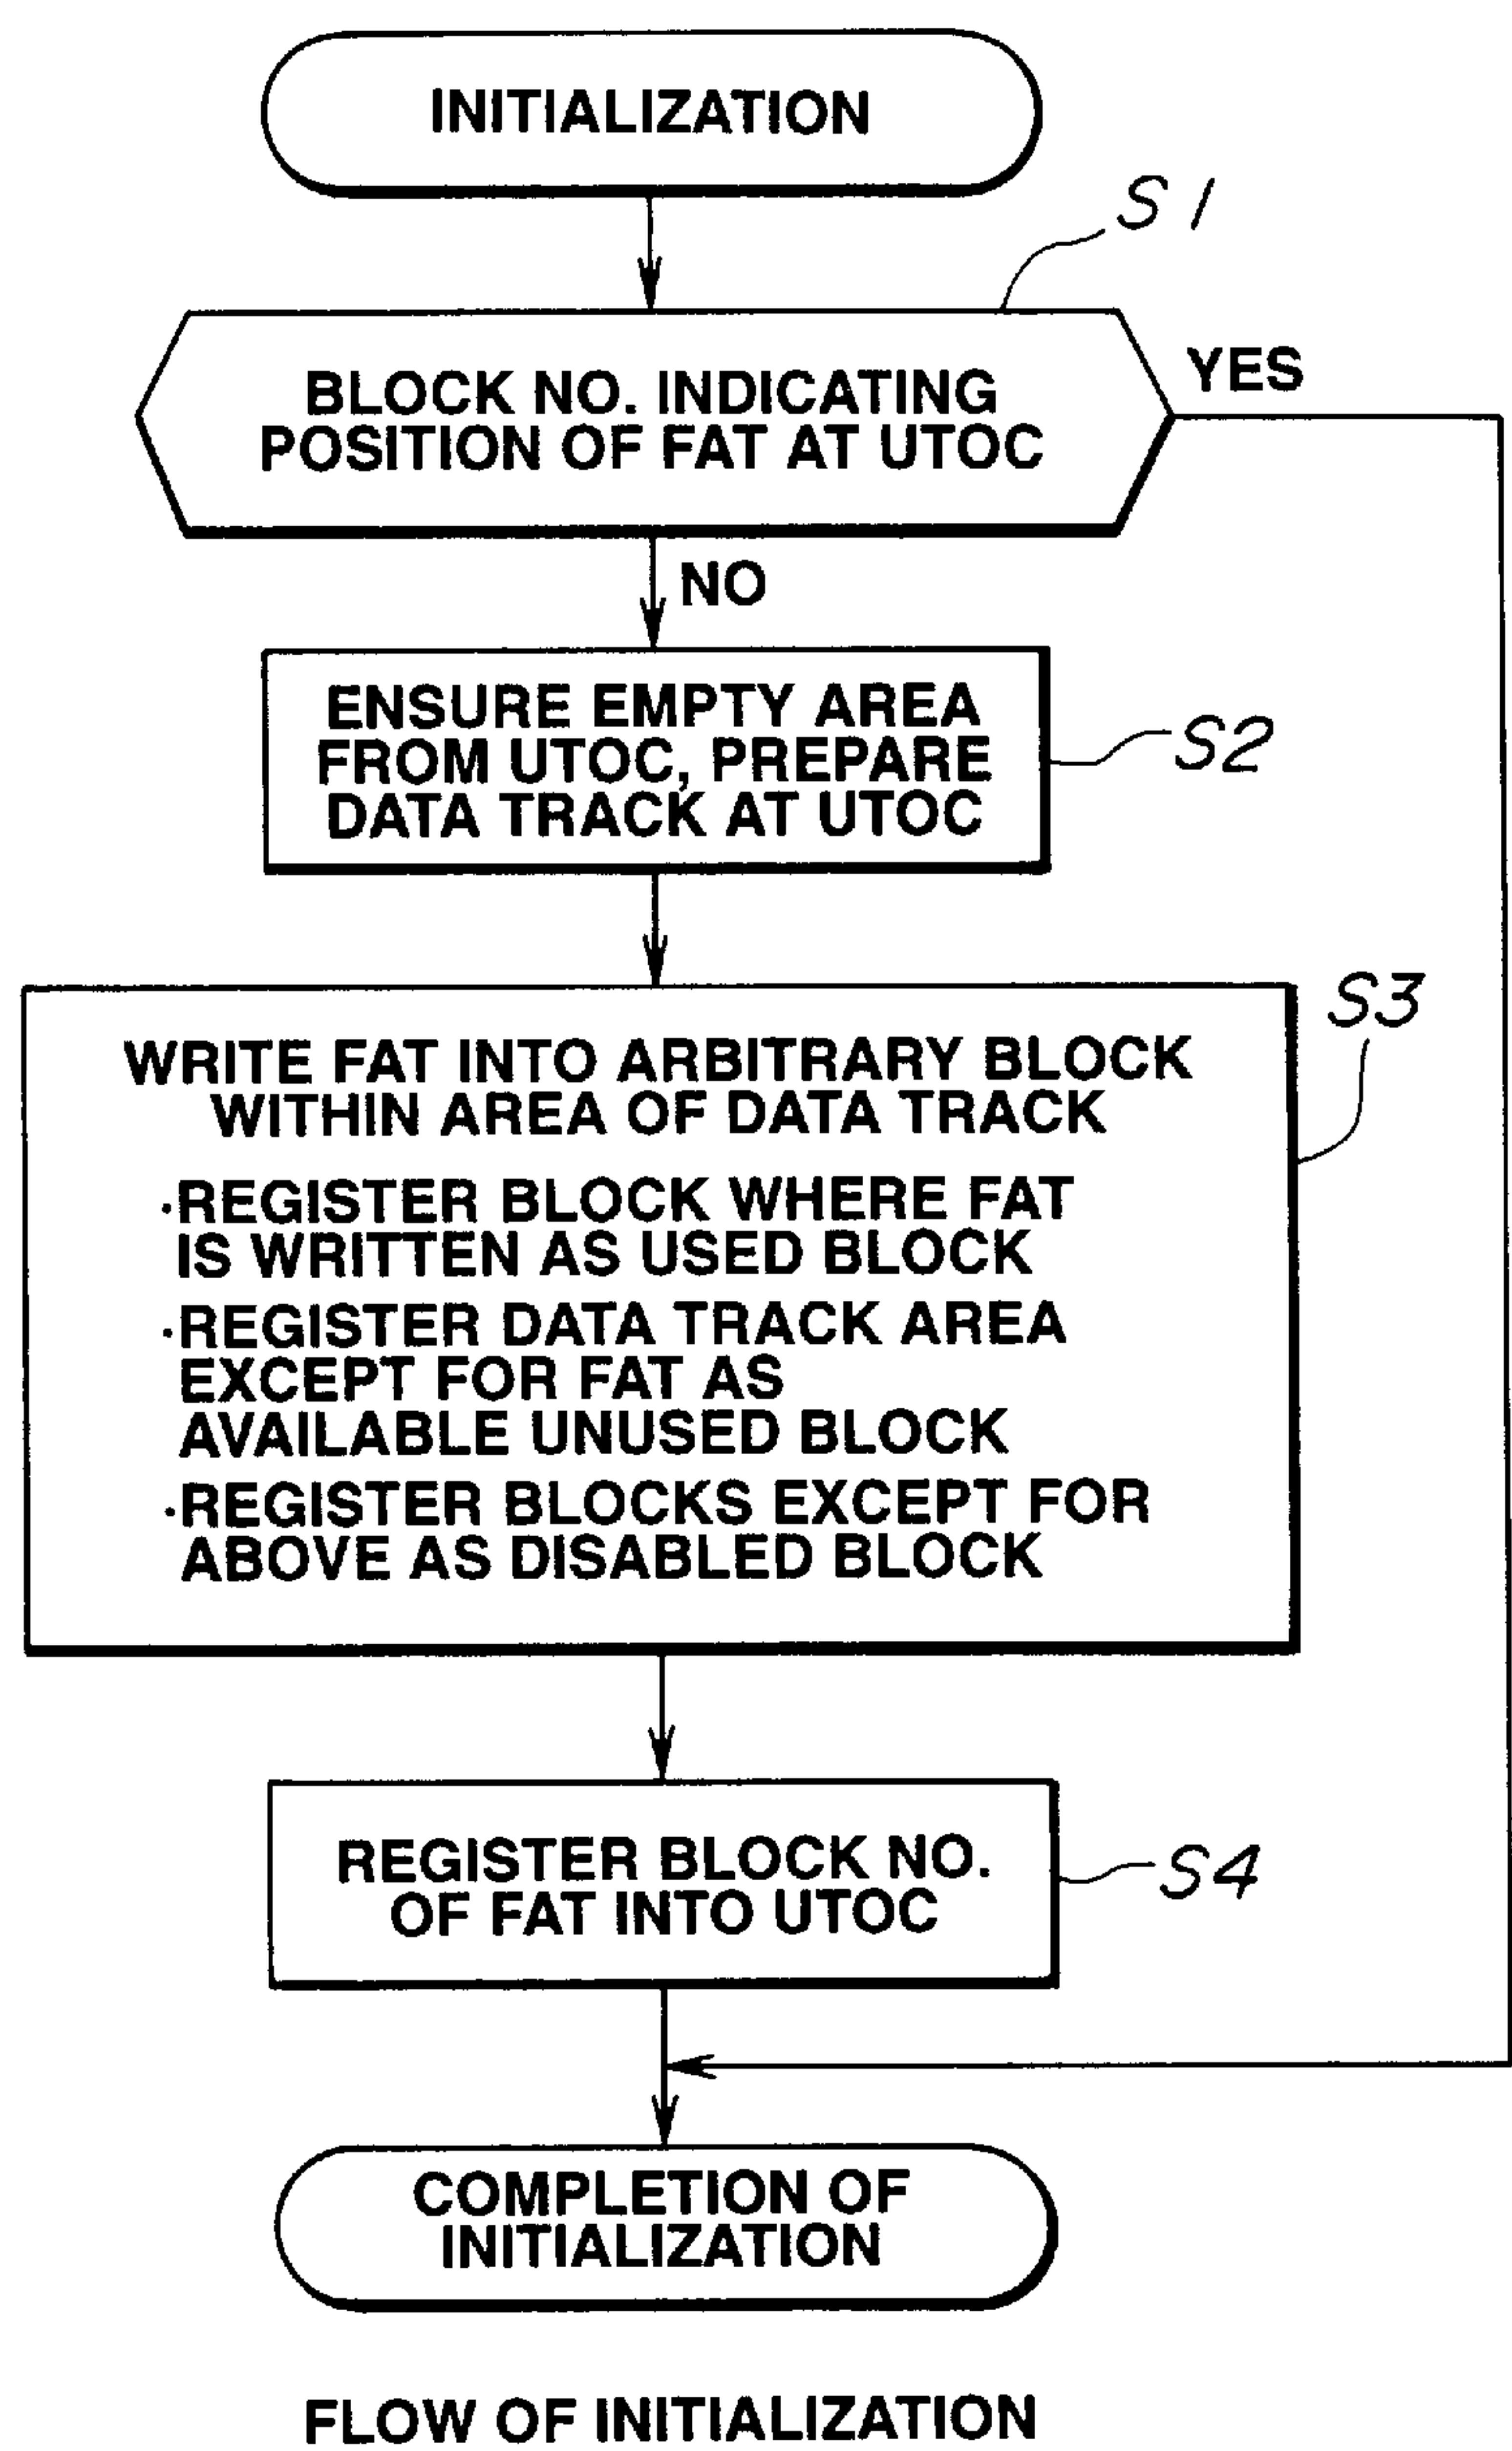 INITIALIZATION
S1
BLOCK NO. INDICATING
POSITION OF FAT AT UTOC
YES
NO
ENSURE EMPTY AREA
FROM UTOC, PREPARE
DATA TRACK AT UTOC
S2
S3
WRITE FAT INTO ARBITRARY BLOCK
WITHIN AREA OF DATA TRACK
·REGISTER BLOCK WHERE FAT
IS WRITTEN AS USED BLOCK
·REGISTER DATA TRACK AREA
EXCEPT FOR FAT AS
AVAILABLE UNUSED BLOCK
·REGISTER BLOCKS EXCEPT FOR
ABOVE AS DISABLED BLOCK
REGISTER BLOCK NO.
OF FAT INTO UTOC
S4
COMPLETION OF
INITIALIZATION
FLOW OF INITIALIZATION